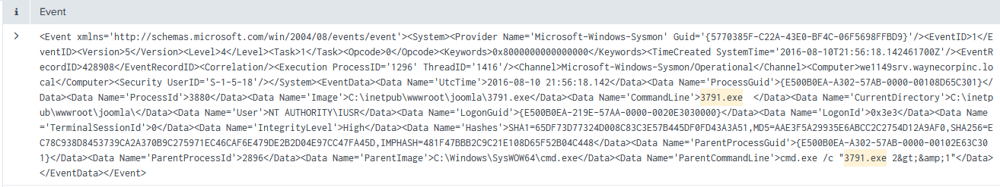 i Event
<Event xmlns='http://schemas.microsoft.com/win/2004/08/events/event'><System><Provider Name='Microsoft-Windows-Sysmon' Guid='{5770385F-C22A-43E0-BF4C-06F5698FFBD9}'/><EventID>1</E
ventID><Version>5</Version><Level>4</Level><Task>1</Task><Opcode>0</Opcode><Keywords>0x8000000000000000</Keywords><TimeCreated SystemTime='2016-08-10T21:56:18.142461700Z'/><EventR
ecordID>428908</EventRecordID><Correlation/><Execution ProcessID='1296' ThreadID='1416'/><Channel>Microsoft-Windows-Sysmon/Operational</Channel><Computer>we1149srv.waynecorpinc.lo
cal</Computer><Security UserID='S-1-5-18'/></System><EventData><Data Name='UtcTime'>2016-08-10 21:56:18.142</Data><Data Name='ProcessGuid'>{E500B0EA-A302-57AB-0000-00108D65C301}</
Data><Data Name='ProcessId'>3880</Data><Data Name='Image'>C:\inetpub\wwwroot\joomla\3791.exe</Data><Data Name='CommandLine'>3791.exe  </Data><Data Name='CurrentDirectory'>C:\inetp
ub\wwwroot\joomla\</Data><Data Name='User'>NT AUTHORITY\IUSR</Data><Data Name='LogonGuid'>{E500B0EA-219E-57AA-0000-0020E3030000}</Data><Data Name='LogonId'>0x3e3</Data><Data Name
='TerminalSessionId'>0</Data><Data Name='IntegrityLevel'>High</Data><Data Name='Hashes'>SHA1=65DF73D77324D008C83C3E57B445DF0FD43A3A51,MD5=AAE3F5A29935E6ABCC2C2754D12A9AF0,SHA256=E
C78C938D8453739CA2A370B9C275971EC46CAF6E479DE2B2D04E97CC47FA45D,IMPHASH=481F47BBB2C9C21E108D65F52B04C448</Data><Data Name='ParentProcessGuid'>{E500B0EA-A302-57AB-0000-00102E63C30
1}</Data><Data Name='ParentProcessId'>2896</Data><Data Name='ParentImage'>C:\Windows\SysWOW64\cmd.exe</Data><Data Name='ParentCommandLine'>cmd.exe /c "3791.exe 2&gt;&amp;1"</Data>
</EventData></Event>